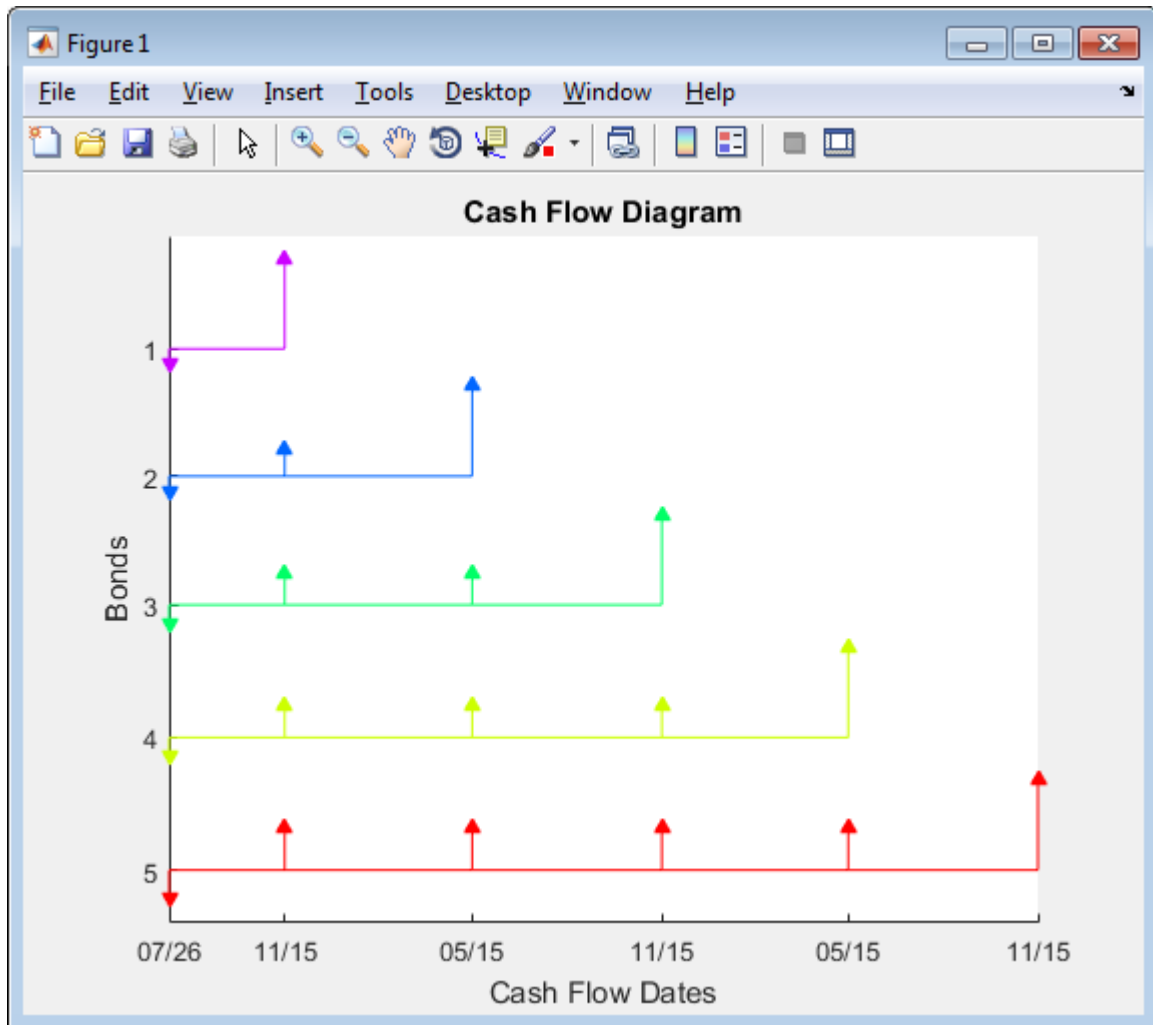 Figure 1
File Edit View Insert Tools Desktop Window Help
Cash Flow Diagram
1
2
3
4
5
Bonds
07/26 11/15 05/15 11/15 05/15 11/15
Cash Flow Dates